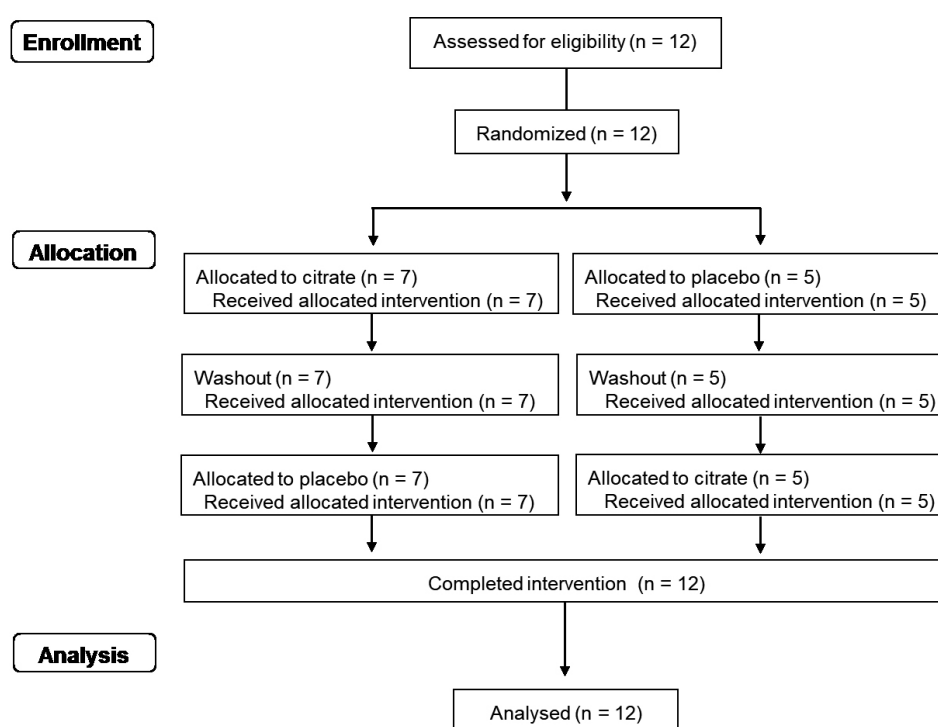 Enrollment
Assessed for eligibility (n = 12)
Randomized (n = 12)
Allocation
Allocated to citrate (n = 7)
Received allocated intervention (n = 7)
Allocated to placebo (n = 5)
Received allocated intervention (n = 5)
Washout (n = 7)
Received allocated intervention (n = 7)
Washout (n = 5)
Received allocated intervention (n = 5)
Allocated to placebo (n = 7)
Received allocated intervention (n = 7)
Allocated to citrate (n = 5)
Received allocated intervention (n = 5)
Completed intervention (n = 12)
Analysis
Analysed (n = 12)